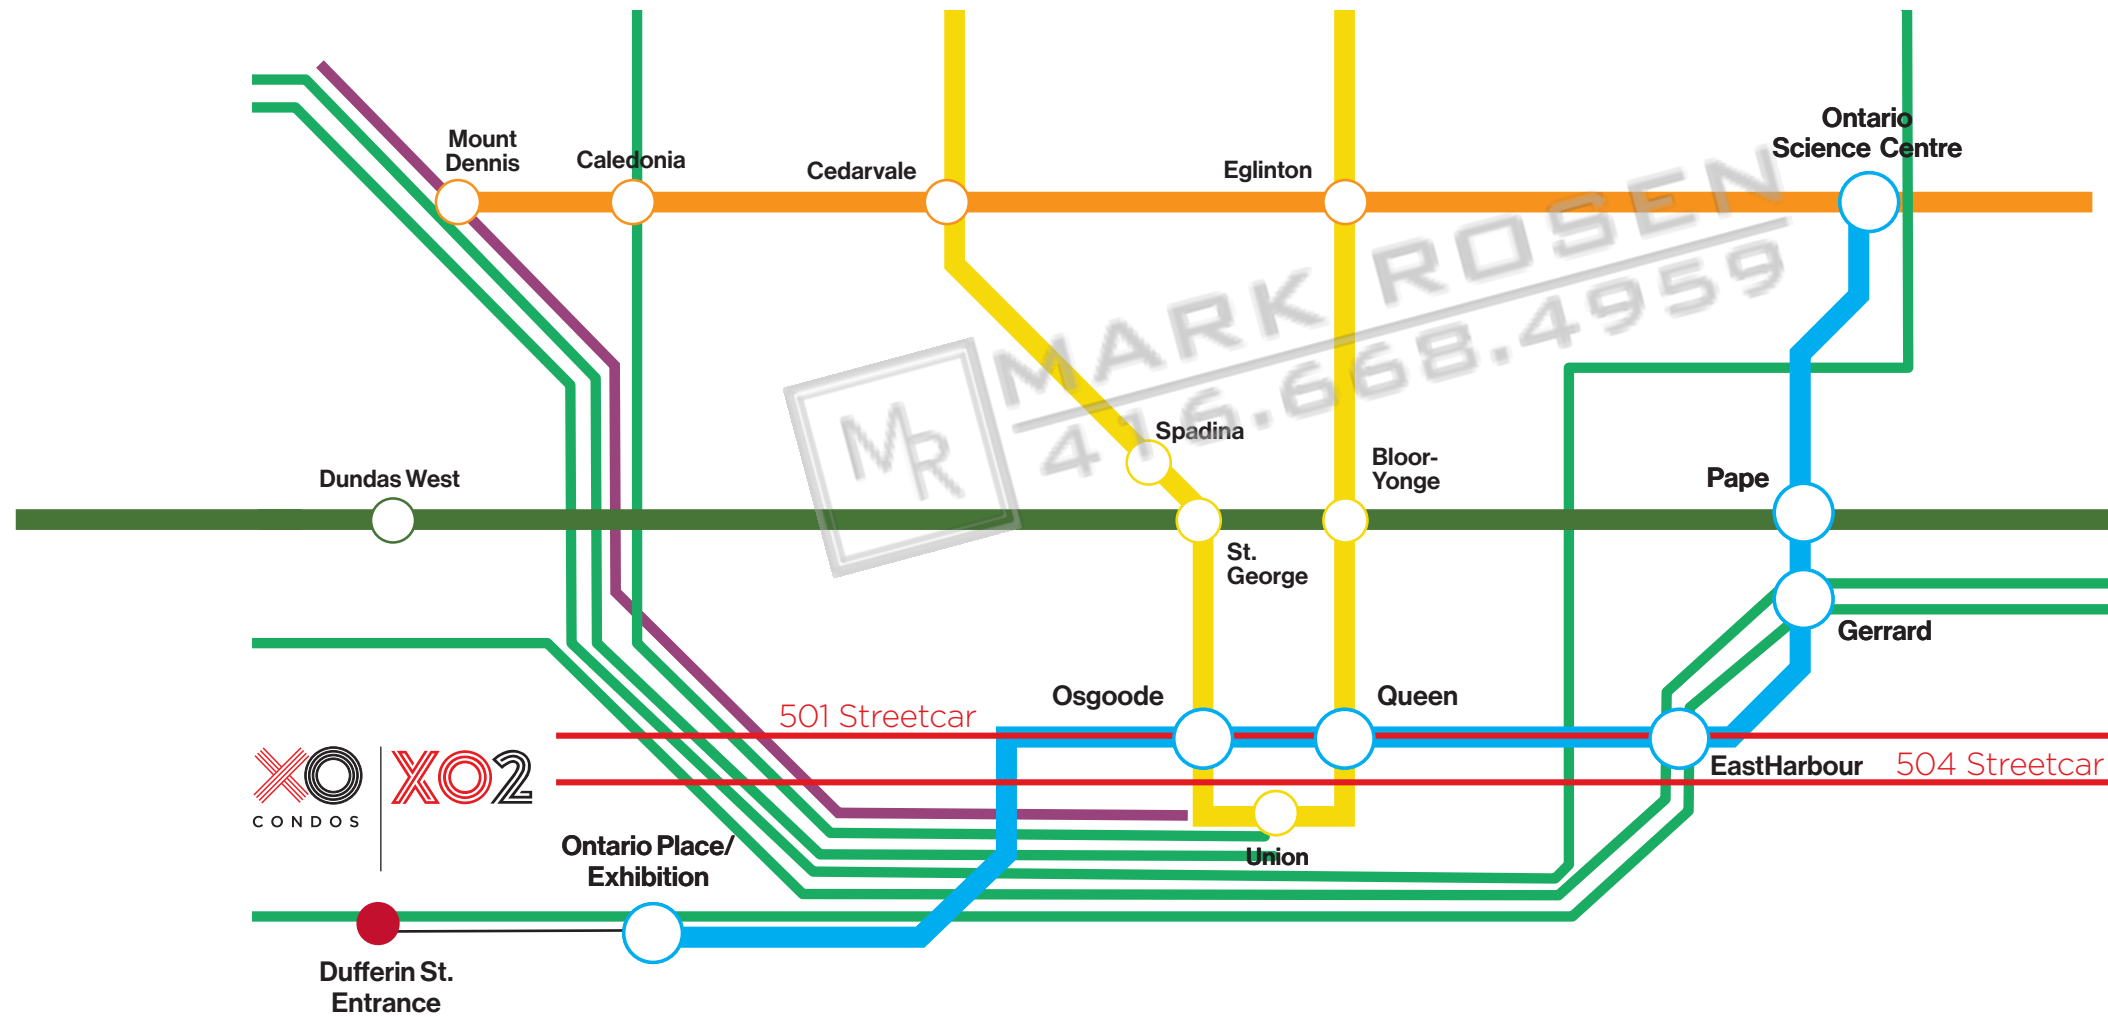 Ontario
Science Centre
Mount
Dennis
Caledonia
Cedarvale
Eglinton
MARK ROSEN
416.668.4959
MR
Spadina
Dundas West
Bloor-
Yonge
Pape
St.
George
Gerrard
Osgoode
Queen
501 Streetcar
EastHarbour
504 Streetcar
XO
CONDOS
XO2
Ontario Place/
Exhibition
Union
Dufferin St.
Entrance